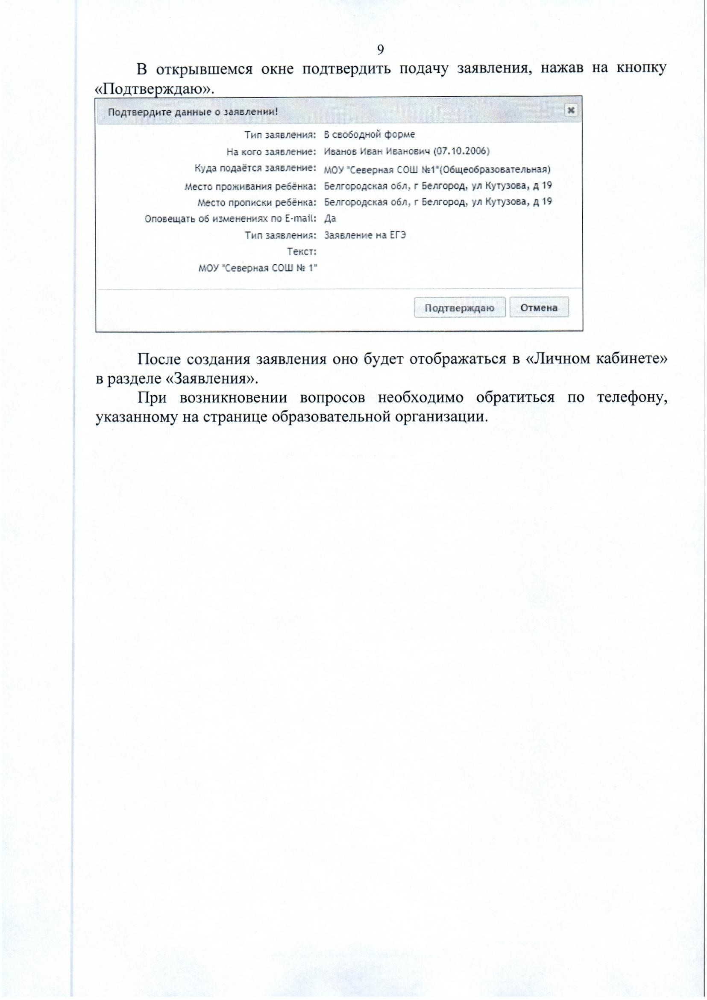 9
В открывшемся окне подтвердить подачу заявления, нажав на кнопку
«Подтверждаю».
Подтвердите данные о заявлении!
Тип заявления: В свободной форме
На кого заявление: Иванов Иван Иванович (07.10.2006)
Куда подаётся заявление: МОУ "Северная СОШ №1"(Общеобразовательная)
Место проживания ребёнка: Белгородская обл, г Белгород, ул Кутузова, д 19
Место прописки ребёнка: Белгородская обл, г Белгород, ул Кутузова, д 19
Оповещать об изменениях по E-mail: Да
Тип заявления: Заявление на ЕГЭ
Текст:
МОУ "Северная СОШ № 1"
Подтверждаю Отмена
После создания заявления оно будет отображаться в «Личном кабинете»
в разделе «Заявления».
При возникновении вопросов необходимо обратиться по телефону,
указанному на странице образовательной организации.